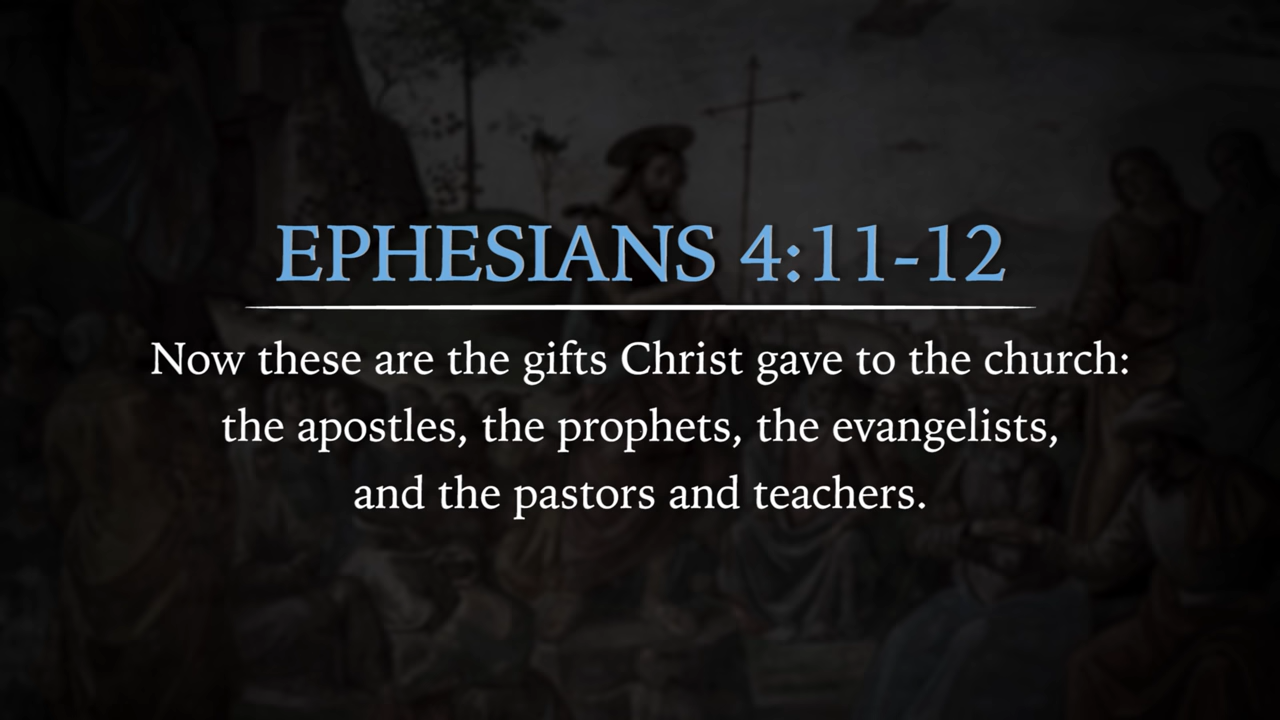 EPHESIANS 4:11-12
Now these are the gifts Christ gave to the church:
the apostles, the prophets, the evangelists,
and the pastors and teachers.